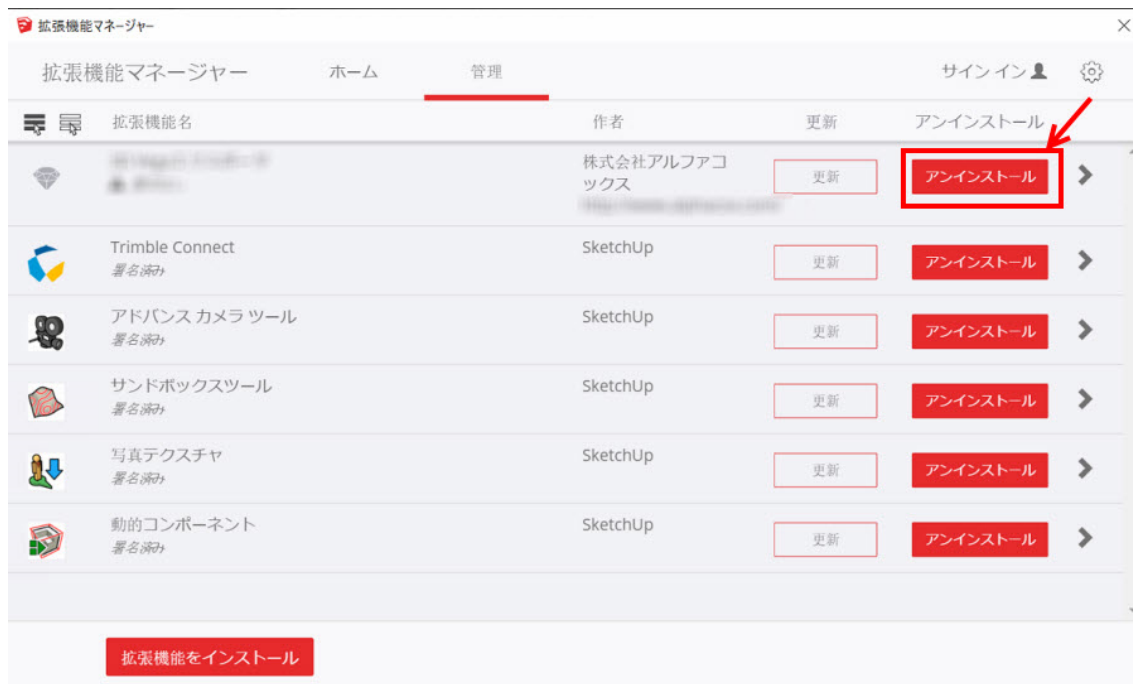 拡張機能マネージャー
拡張機能マネージャー ホーム 管理 サイン イン
拡張機能名 作者 更新 アンインストール
株式会社アルファコ
ックス
更新 アンインストール
Trimble Connect SketchUp
署名済み
更新 アンインストール
アドバンス カメラ ツール SketchUp
署名済み
更新 アンインストール
サンドボックスツール SketchUp
署名済み
更新 アンインストール
写真テクスチャ SketchUp
署名済み
更新 アンインストール
動的コンポーネント SketchUp
署名済み
更新 アンインストール
拡張機能をインストール